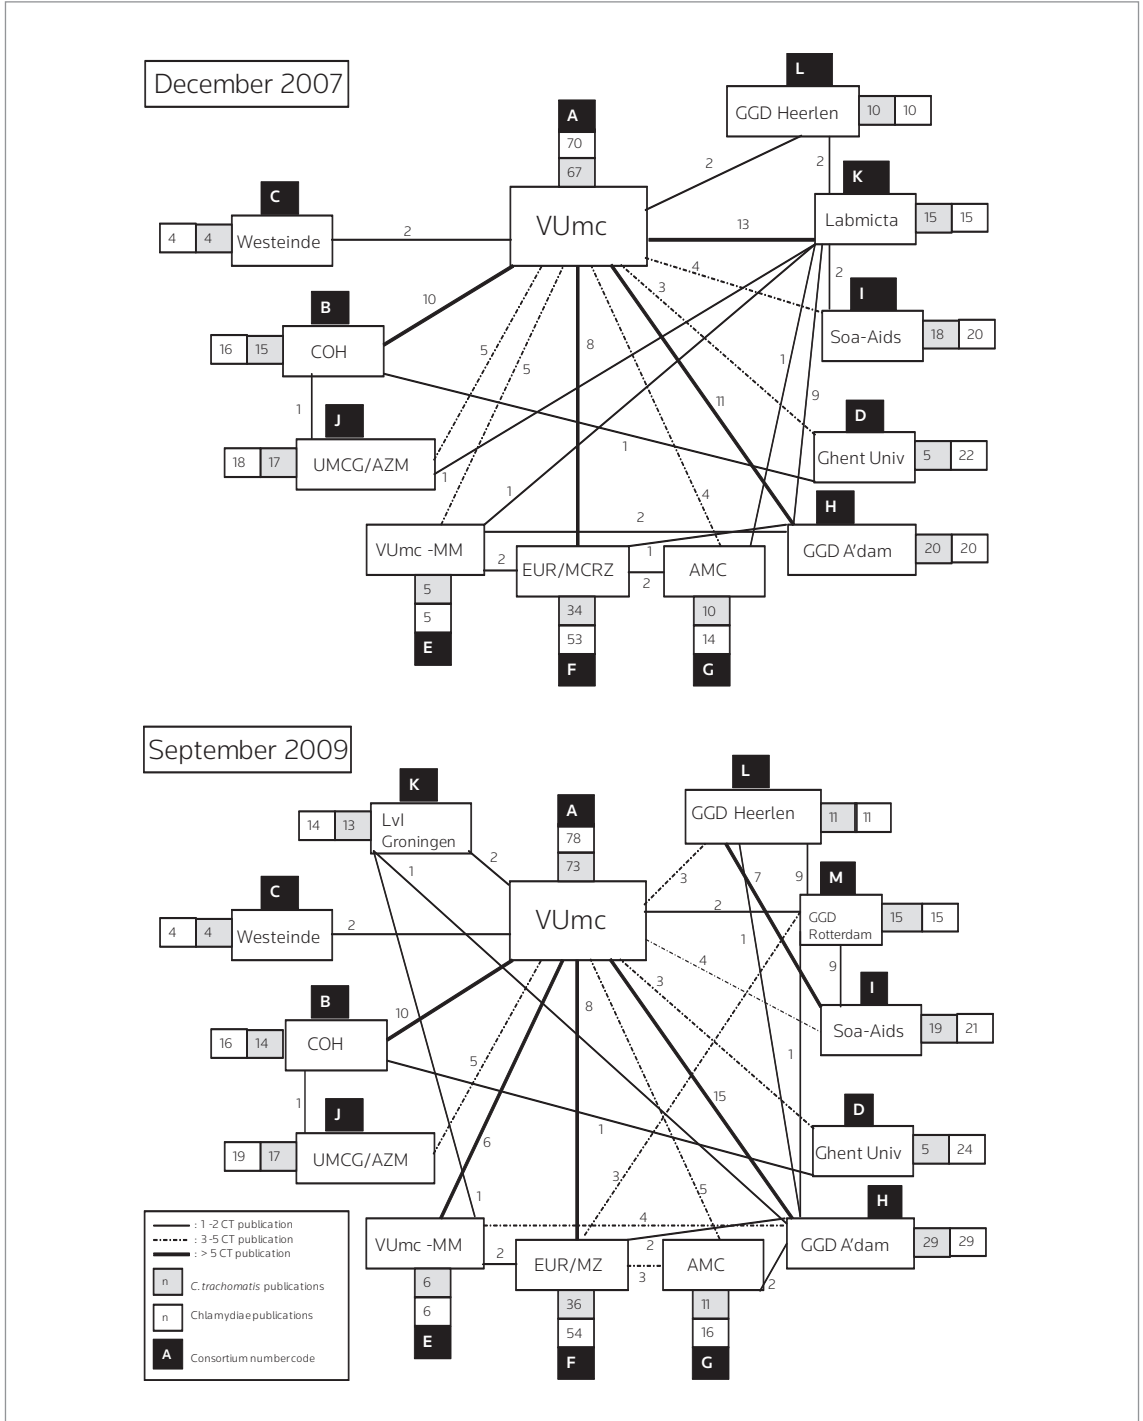 December 2007
L
GGD Heerlen
10 10
A
70
67
2
2
K
C
VUmc
Labmicta
15 15
4 4
Westeinde
2
13
4
2
3
I
B
10
Soa-Aids
18 20
16 15
COH
5
8
5
1
1
11
9
D
J
1
Ghent Univ
5 22
18 17
UMCG/AZM
1
1
4
H
2
VUmc -MM
1
GGD A'dam
20 20
2
EUR/MCRZ
2
AMC
5
34
10
5
53
14
E
F
G
September 2009
L
K
A
GGD Heerlen
11 11
14 13
Lvl
Groningen
78
2
1
73
3
7
9
M
C
VUmc
2
GGD
Rotterdam
15 15
4 4
Westeinde
2
1
4
9
3
I
B
10
8
Soa-Aids
19 21
16 14
COH
5
1
15
1
D
J
1
6
Ghent Univ
5 24
19 17
UMCG/AZM
3
5
1
H
4
VUmc -MM
2
GGD A'dam
29 29
2
EUR/MZ
3
AMC
2
6
36
11
6
54
16
E
F
G
: 1 -2 CT publication
: 3 -5 CT publication
: > 5 CT publication
n C. trachomatis publications
n Chlamydiae publications
A Consortium number code